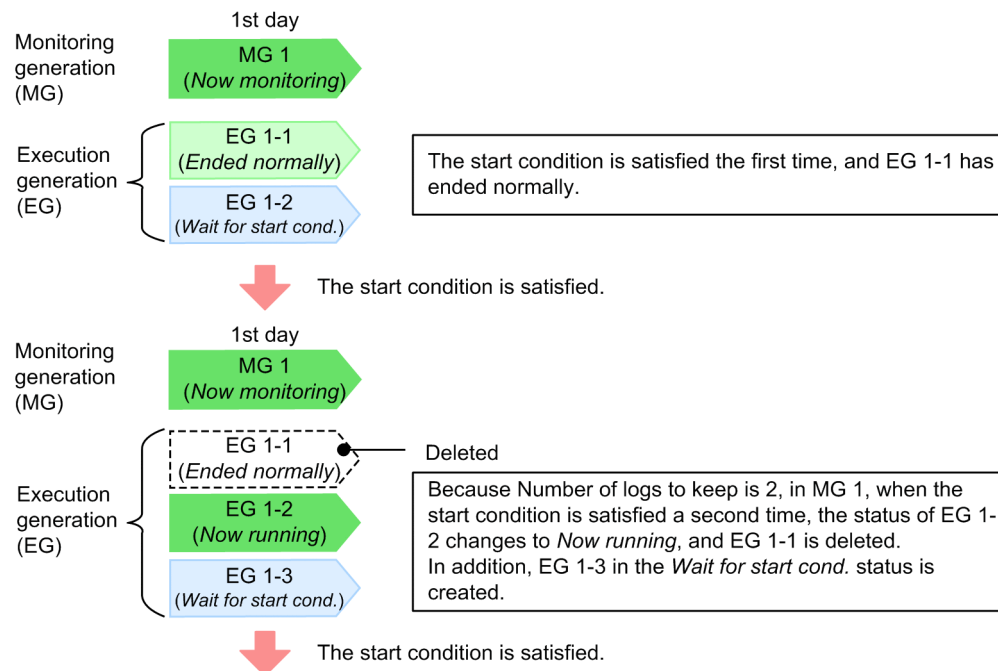 1st day
Monitoring
generation
(MG)
MG 1
(Now monitoring)
Execution
generation
(EG)
EG 1-1
(Ended normally)
EG 1-2
(Wait for start cond.)
The start condition is satisfied the first time, and EG 1-1 has
ended normally.
The start condition is satisfied.
1st day
Monitoring
generation
(MG)
MG 1
(Now monitoring)
Execution
generation
(EG)
EG 1-1
(Ended normally)
Deleted
EG 1-2
(Now running)
EG 1-3
(Wait for start cond.)
Because Number of logs to keep is 2, in MG 1, when the
start condition is satisfied a second time, the status of EG 1-
2 changes to Now running, and EG 1-1 is deleted.
In addition, EG 1-3 in the Wait for start cond. status is
created.
The start condition is satisfied.